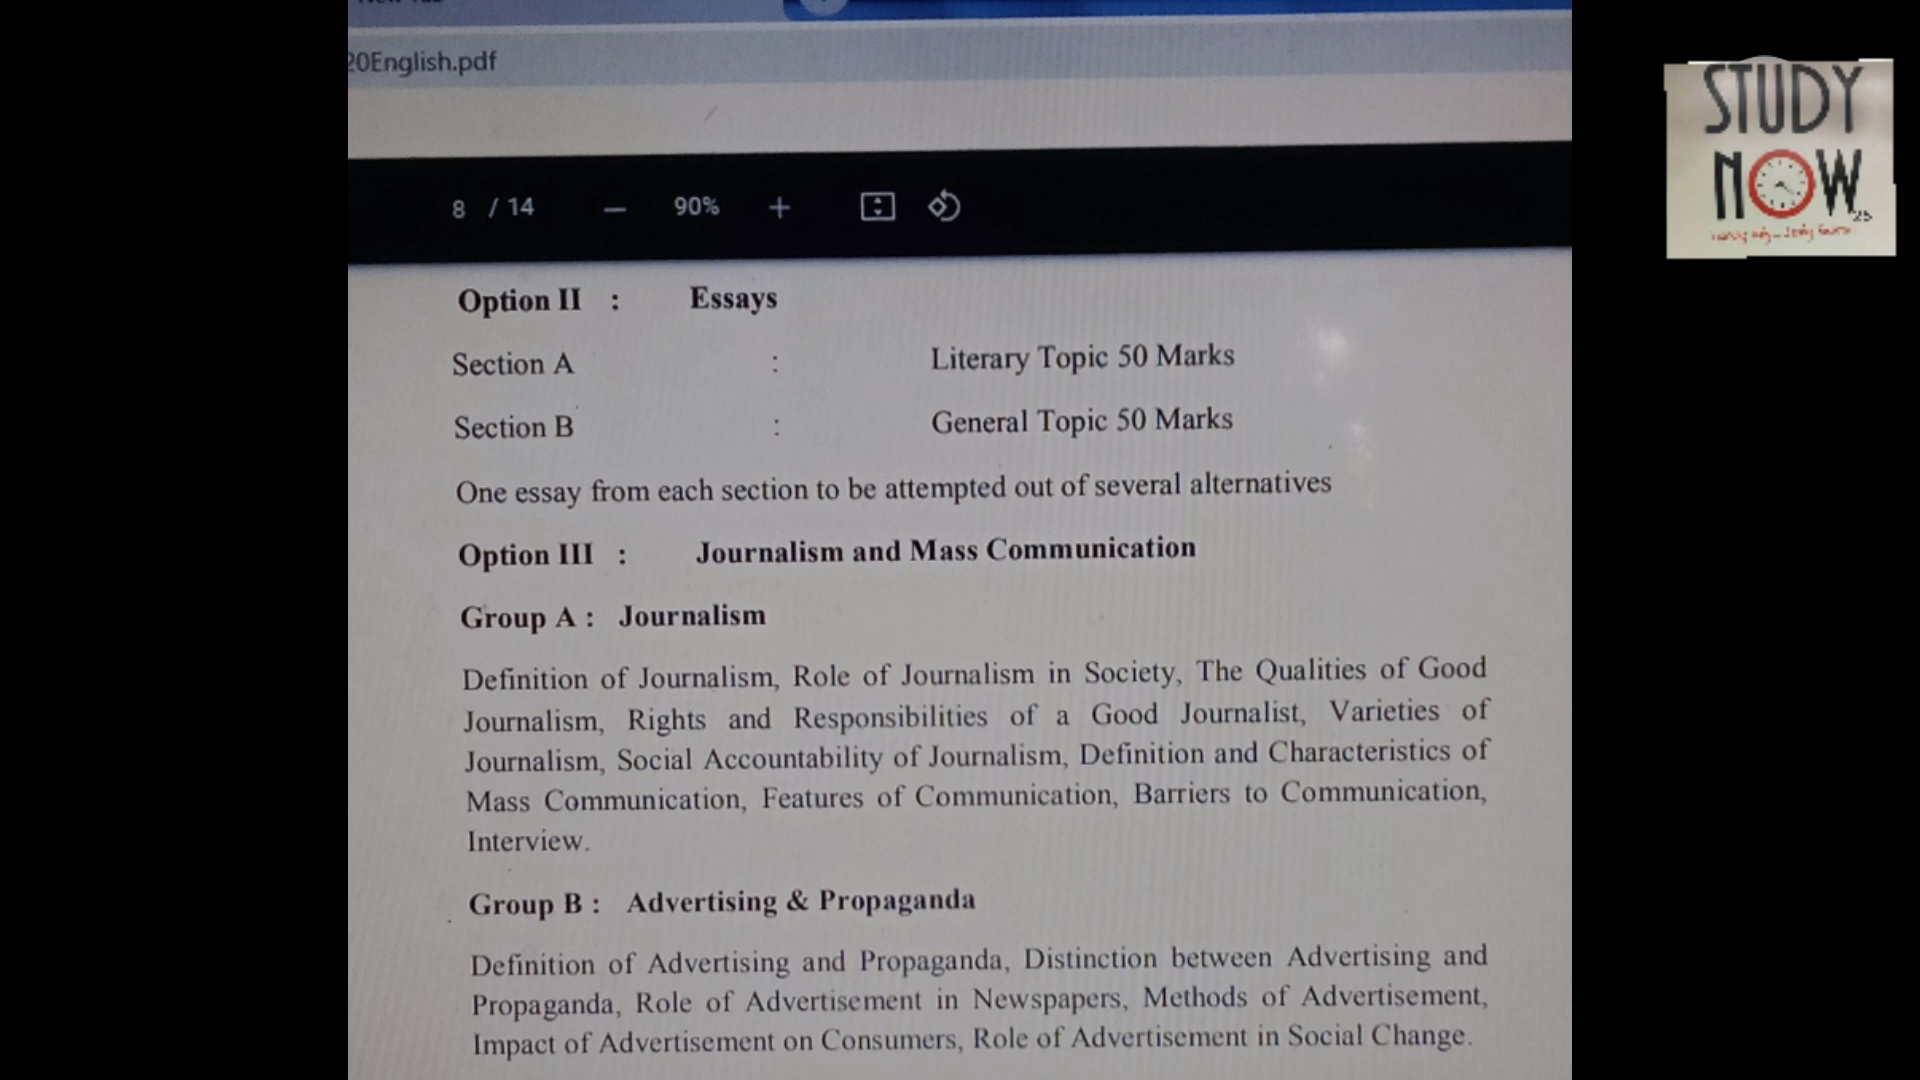 20English.pdf
8 / 14 — 90% +
Option II : Essays
Section A : Literary Topic 50 Marks
Section B : General Topic 50 Marks
One essay from each section to be attempted out of several alternatives
Option III : Journalism and Mass Communication
Group A : Journalism
Definition of Journalism, Role of Journalism in Society, The Qualities of Good
Journalism, Rights and Responsibilities of a Good Journalist, Varieties of
Journalism, Social Accountability of Journalism, Definition and Characteristics of
Mass Communication, Features of Communication, Barriers to Communication,
Interview.
Group B : Advertising & Propaganda
Definition of Advertising and Propaganda, Distinction between Advertising and
Propaganda, Role of Advertisement in Newspapers, Methods of Advertisement,
Impact of Advertisement on Consumers, Role of Advertisement in Social Change.
STUDY
NOW